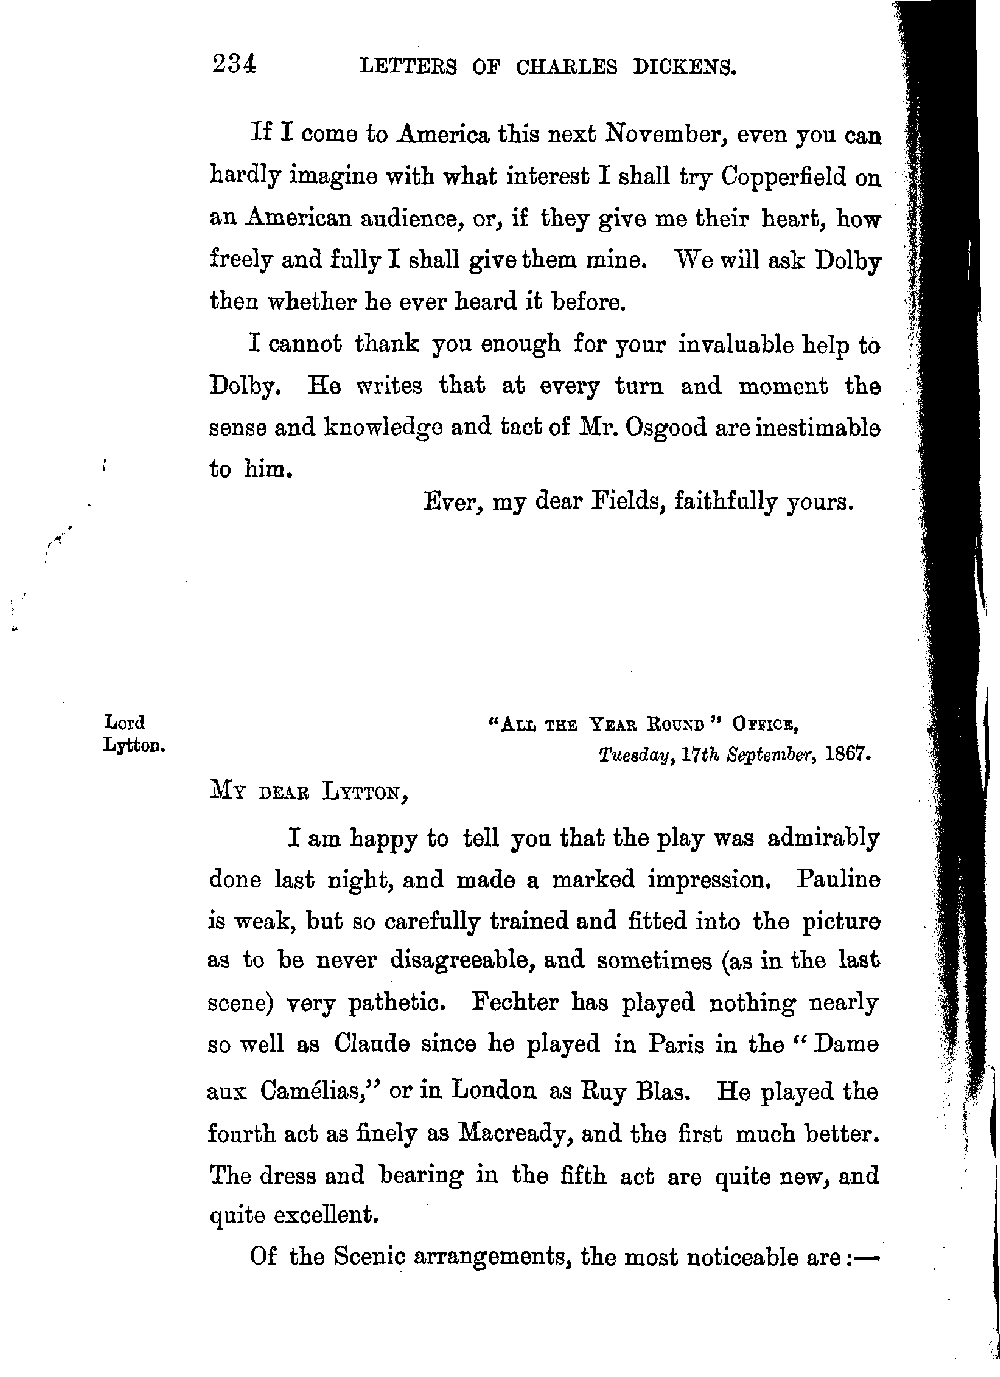 234 LETTERS OF CHARLES DICKENS.
If I come to America this next November, even you can
hardly imagine with what interest I shall try Copperfield on
an American audience, or, if they give me their heart, how
freely and fully I shall give them mine. We will ask Dolby
then whether he ever heard it before.
I cannot thank you enough for your invaluable help to
Dolby. He writes that at every turn and moment the
sense and knowledge and tact of Mr. Osgood are inestimable
to him.
Ever, my dear Fields, faithfully yours.
Lord
Lytton.
"ALL THE YEAR ROUND" OFFICE,
Tuesday, 17th September, 1867.
MY DEAR LYTTON,
I am happy to tell you that the play was admirably
done last night, and made a marked impression. Pauline
is weak, but so carefully trained and fitted into the picture
as to be never disagreeable, and sometimes (as in the last
scene) very pathetic. Fechter has played nothing nearly
so well as Claude since he played in Paris in the "Dame
aux Camélias," or in London as Ruy Blas. He played the
fourth act as finely as Macready, and the first much better.
The dress and bearing in the fifth act are quite new, and
quite excellent.
Of the Scenic arrangements, the most noticeable are:—